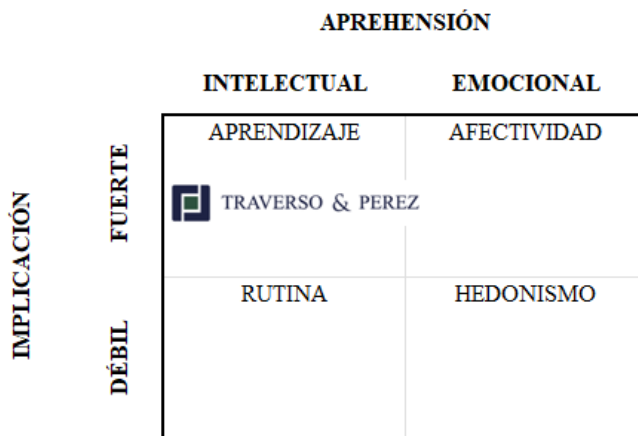 APREHENSIÓN
INTELECTUAL EMOCIONAL
APRENDIZAJE AFECTIVIDAD
IMPLICACIÓN
FUERTE
TRAVERSO & PEREZ
RUTINA HEDONISMO
DÉBIL